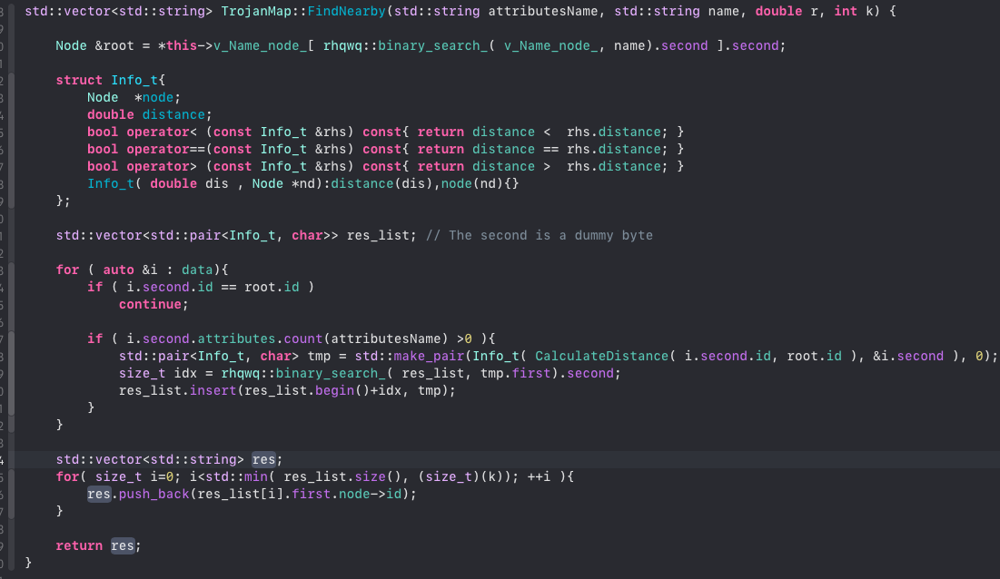 std::vector<std::string> TrojanMap::FindNearby(std::string attributesName, std::string name, double r, int k) {
    Node &root = *this->v_Name_node_[ rhqwq::binary_search_( v_Name_node_, name).second ].second;
    struct Info_t{
        Node  *node;
        double distance;
        bool operator< (const Info_t &rhs) const{ return distance <  rhs.distance; }
        bool operator==(const Info_t &rhs) const{ return distance == rhs.distance; }
        bool operator> (const Info_t &rhs) const{ return distance >  rhs.distance; }
        Info_t( double dis , Node *nd):distance(dis),node(nd){}
    };
    std::vector<std::pair<Info_t, char>> res_list; // The second is a dummy byte
    for ( auto &i : data){
        if ( i.second.id == root.id )
            continue;
        if ( i.second.attributes.count(attributesName) >0 ){
            std::pair<Info_t, char> tmp = std::make_pair(Info_t( CalculateDistance( i.second.id, root.id ), &i.second ), 0);
            size_t idx = rhqwq::binary_search_( res_list, tmp.first).second;
            res_list.insert(res_list.begin()+idx, tmp);
        }
    }
    std::vector<std::string> res;
    for( size_t i=0; i<std::min( res_list.size(), (size_t)(k)); ++i ){
        res.push_back(res_list[i].first.node->id);
    }
    return res;
}